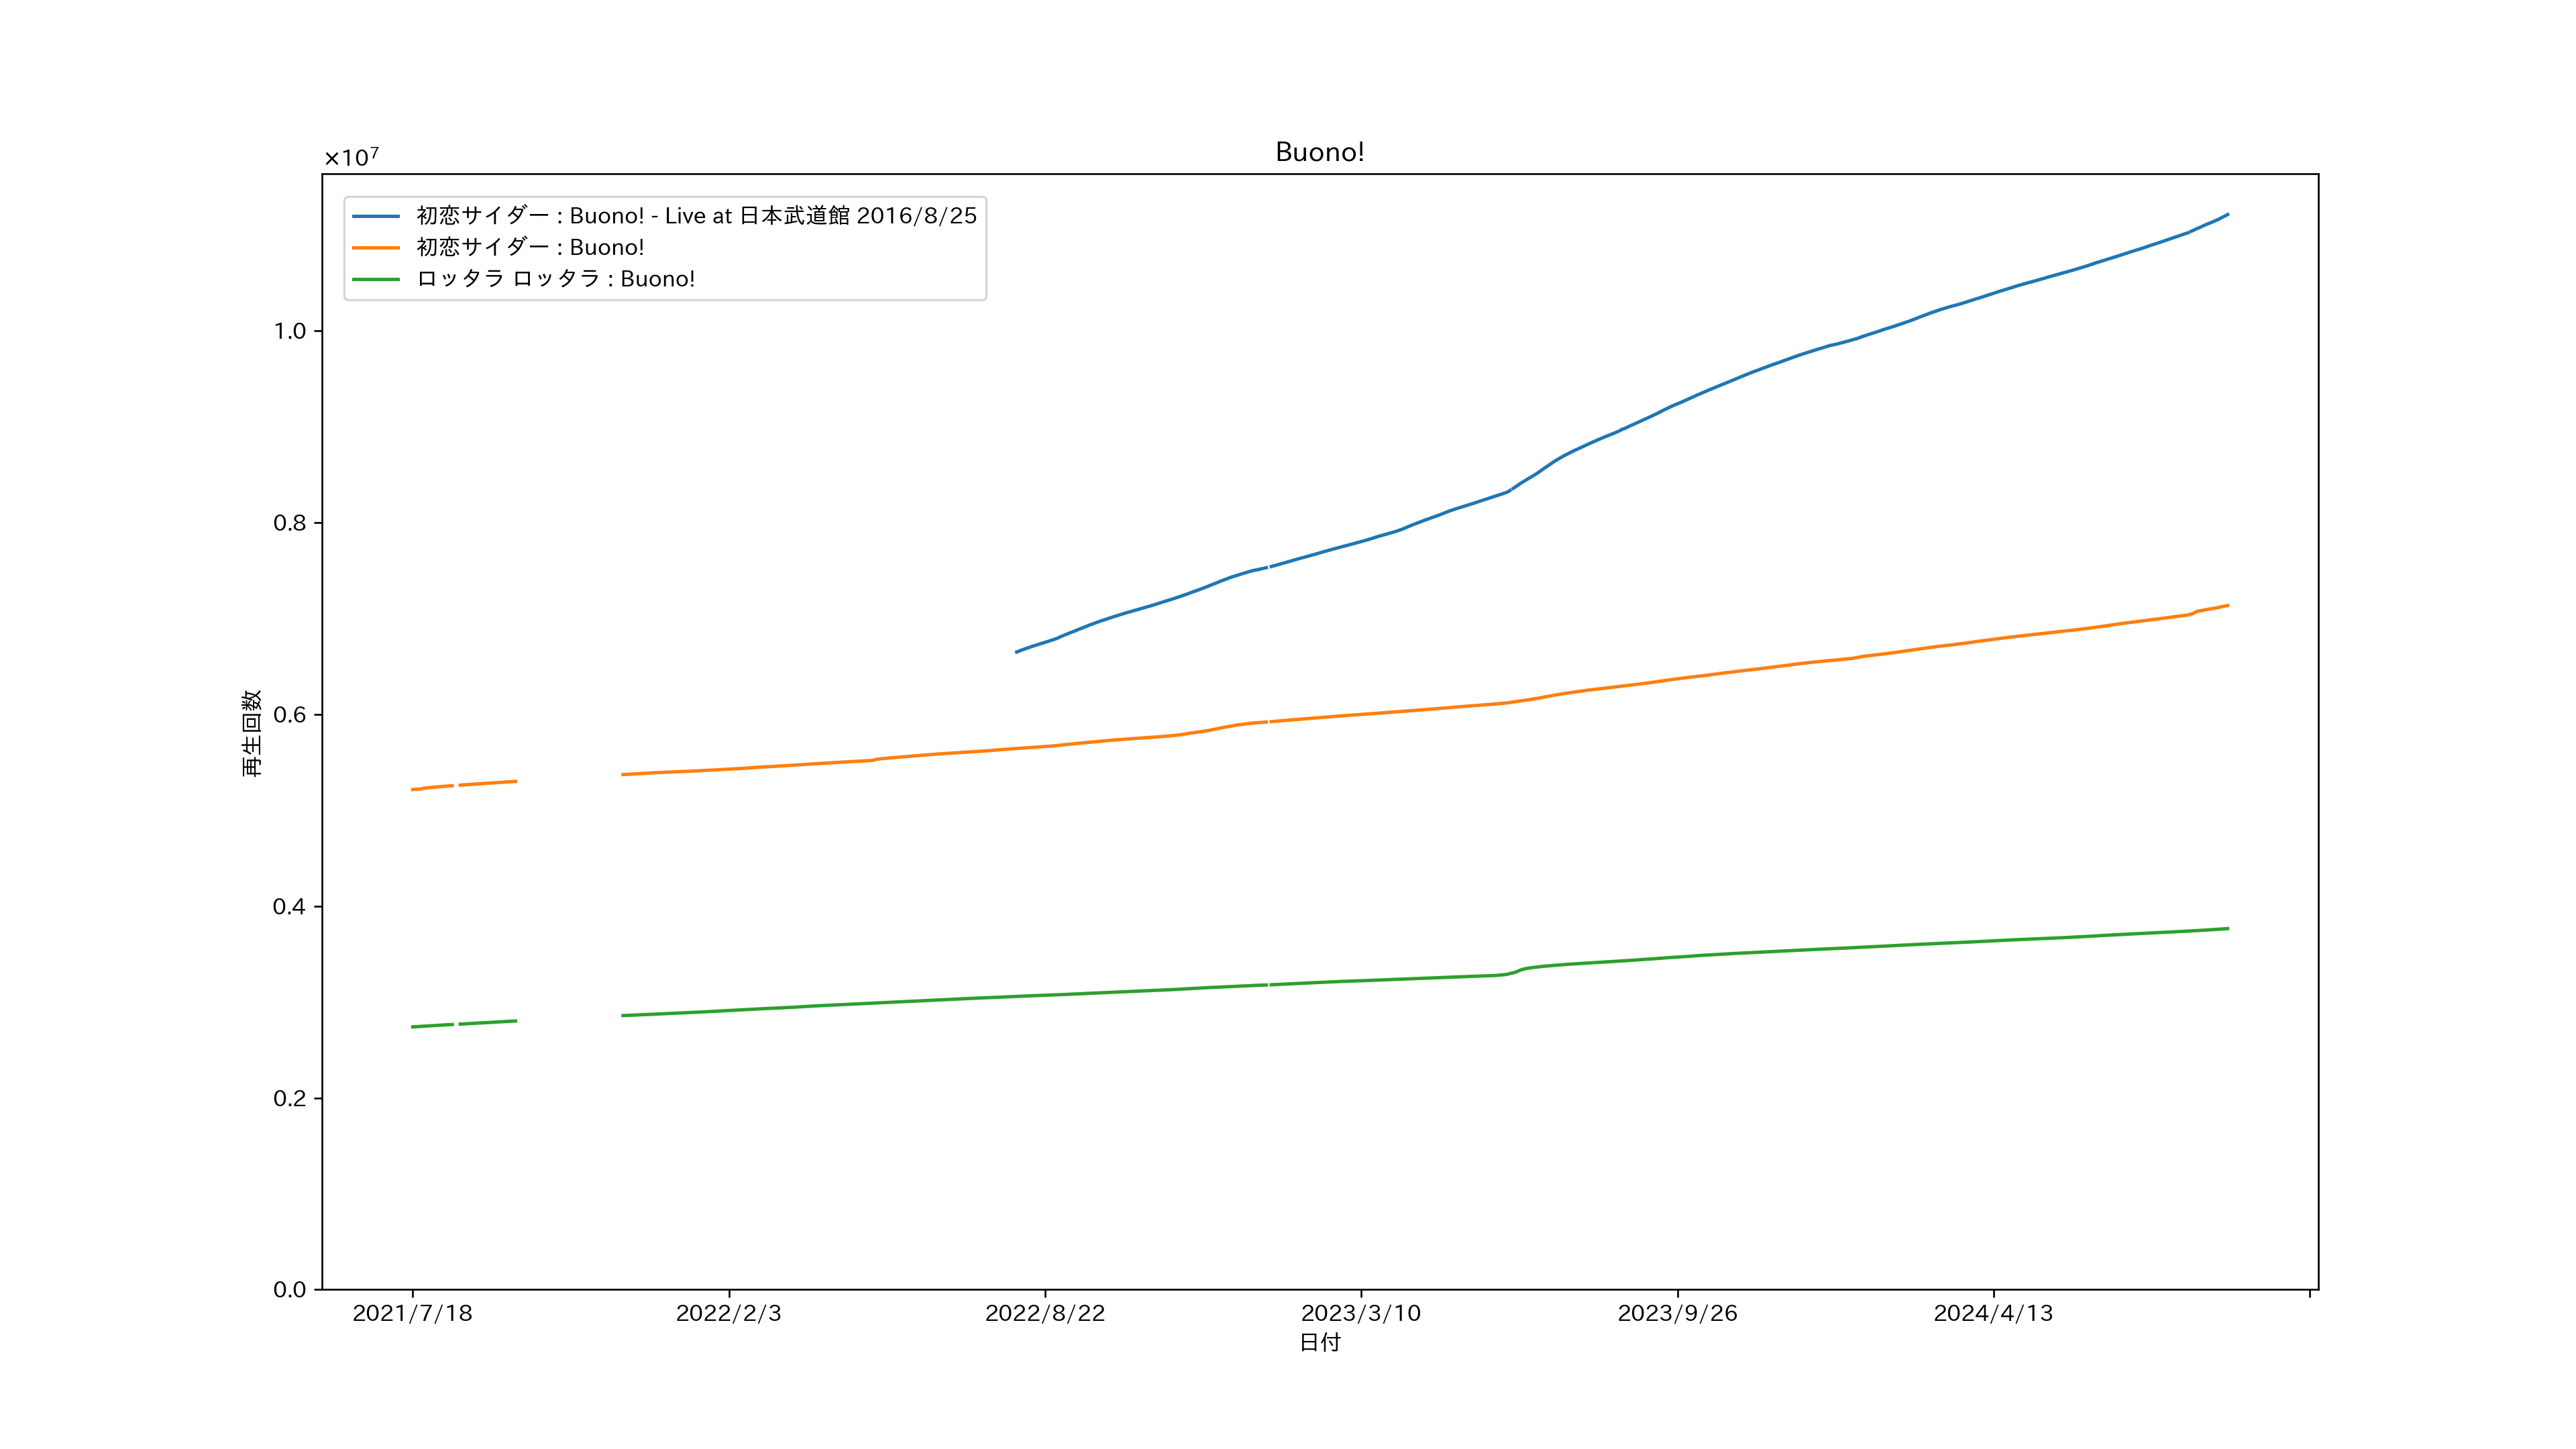 Buono!
×10⁷
初恋サイダー : Buono! - Live at 日本武道館 2016/8/25
初恋サイダー : Buono!
ロッタラ ロッタラ : Buono!
1.0
0.8
0.6
0.4
0.2
0.0
再生回数
2021/7/18
2022/2/3
2022/8/22
2023/3/10
2023/9/26
2024/4/13
日付